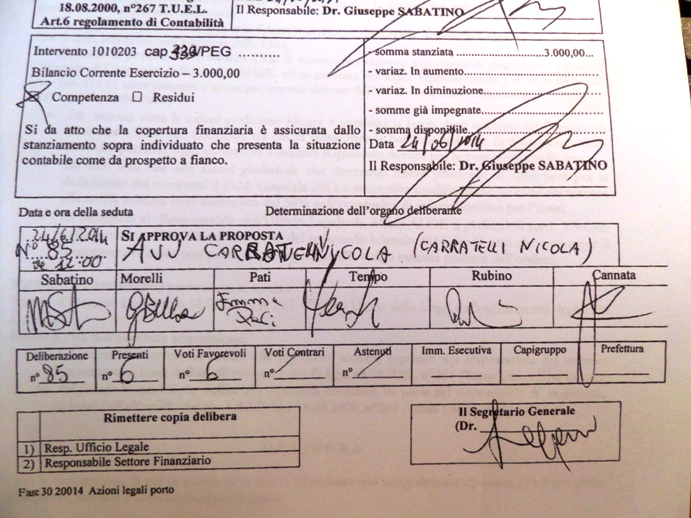 18.08.2000, n°267 T.U.E.L.
Art.6 regolamento di Contabilità
Il Responsabile: Dr. Giuseppe SABATINO
Intervento 1010203 cap /PEG
Bilancio Corrente Esercizio – 3.000,00
Competenza Residui
Si da atto che la copertura finanziaria è assicurata dallo
stanziamento sopra individuato che presenta la situazione
contabile come da prospetto a fianco.
- somma stanziata 3.000,00
- variaz. In aumento
- variaz. In diminuzione
- somme già impegnate
- somma disponibile
Data 24/06/2014
Il Responsabile: Dr. Giuseppe SABATINO
Data e ora della seduta Determinazione dell'organo deliberante
24/6/2014
N° 85
12:00
SI APPROVA LA PROPOSTA
AVV NICOLA (CARRATELLI NICOLA)
Sabatino Morelli Pati Tempo Rubino Cannata
Deliberazione Presenti Voti Favorevoli Voti Contrari Astenuti Imm. Esecutiva Capigruppo Prefettura
n° 85 n° 6 n° 6 n° n°
Rimettere copia delibera
1) Resp. Ufficio Legale
2) Responsabile Settore Finanziario
Il Segretario Generale
(Dr.
Fasc 30 20014 Azioni legali porto